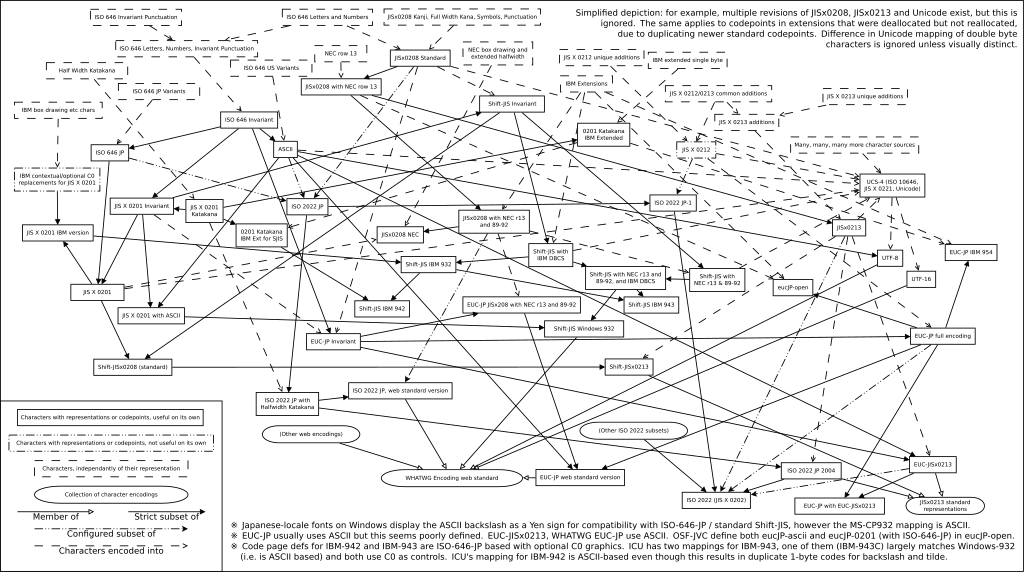 Simplified depiction: for example, multiple revisions of JISx0208, JISx0213 and Unicode exist, but this is
ignored. The same applies to codepoints in extensions that were deallocated but not reallocated,
due to duplicating newer standard codepoints. Difference in Unicode mapping of double byte
characters is ignored unless visually distinct.
ISO 646 Invariant Punctuation
ISO 646 Letters and Numbers
JISx0208 Kanji, Full Width Kana, Symbols, Punctuation
ISO 646 Letters, Numbers, Invariant Punctuation
NEC row 13
JISx0208 Standard
NEC box drawing and
extended halfwidth
X 0212 unique additions
IBM extended single byte
Half Width Katakana
ISO 646 US Variants
ISO 646 JP Variants
JISx0208 with NEC row 13
IBM Extensions
X 0212/0213 common additions
X 0213 unique additions
IBM box drawing etc chars
Shift-JIS Invariant
ISO 646 Invariant
X 0213 additions
0201 Katakana
IBM Extended
ISO 646 JP
ASCII
X 0212
Many, many, many more character sources
IBM contextual/optional C0
replacements for JIS X 0201
UCS-4 (ISO 10646,
JIS X 0221, Unicode)
JIS X 0201 Invariant
JIS X 0201
Katakana
ISO 2022 JP
ISO 2022 JP-1
JIS X 0201 IBM version
0201 Katakana
IBM Ext for SJIS
JISx0208 NEC
JISx0208 with NEC r13
and 89-92
JISx0213
Shift-JIS IBM 932
Shift-JIS with
IBM DBCS
UTF-8
EUC-JP IBM 954
Shift-JIS with NEC r13 and
89-92, and IBM DBCS
Shift-JIS with
NEC r13 & 89-92
eucJP-open
UTF-16
JIS X 0201
JIS X 0201 with ASCII
Shift-JIS IBM 942
EUC-JP JISx208 with NEC r13 and 89-92
Shift-JIS IBM 943
EUC-JP Invariant
Shift-JIS Windows 932
EUC-JP full encoding
Shift-JISx0208 (standard)
Shift-JISx0213
ISO 2022 JP with
Halfwidth Katakana
ISO 2022 JP, web standard version
(Other web encodings)
(Other ISO 2022 subsets)
WHATWG Encoding web standard
EUC-JP web standard version
ISO 2022 JP 2004
EUC-JISx0213
ISO 2022 (JIS X 0202)
EUC-JP with EUC-JISx0213
JISx0213 standard
representations
Characters with representations or codepoints, useful on its own
Characters with representations or codepoints, not useful on its own
Characters, independantly of their representation
Collection of character encodings
Member of
Strict subset of
Configured subset of
Characters encoded into
※ Japanese-locale fonts on Windows display the ASCII backslash as a Yen sign for compatibility with ISO-646-JP / standard Shift-JIS, however the MS-CP932 mapping is ASCII.
※ EUC-JP usually uses ASCII but this seems poorly defined. EUC-JISx0213, WHATWG EUC-JP use ASCII. OSF-JVC define both eucJP-ascii and eucJP-0201 (with ISO-646-JP) in eucJP-open.
※ Code page defs for IBM-942 and IBM-943 are ISO-646-JP based with optional C0 graphics. ICU has two mappings for IBM-943, one of them (IBM-943C) largely matches Windows-932
(i.e. is ASCII based) and both use C0 as controls. ICU's mapping for IBM-942 is ASCII-based even though this results in duplicate 1-byte codes for backslash and tilde.